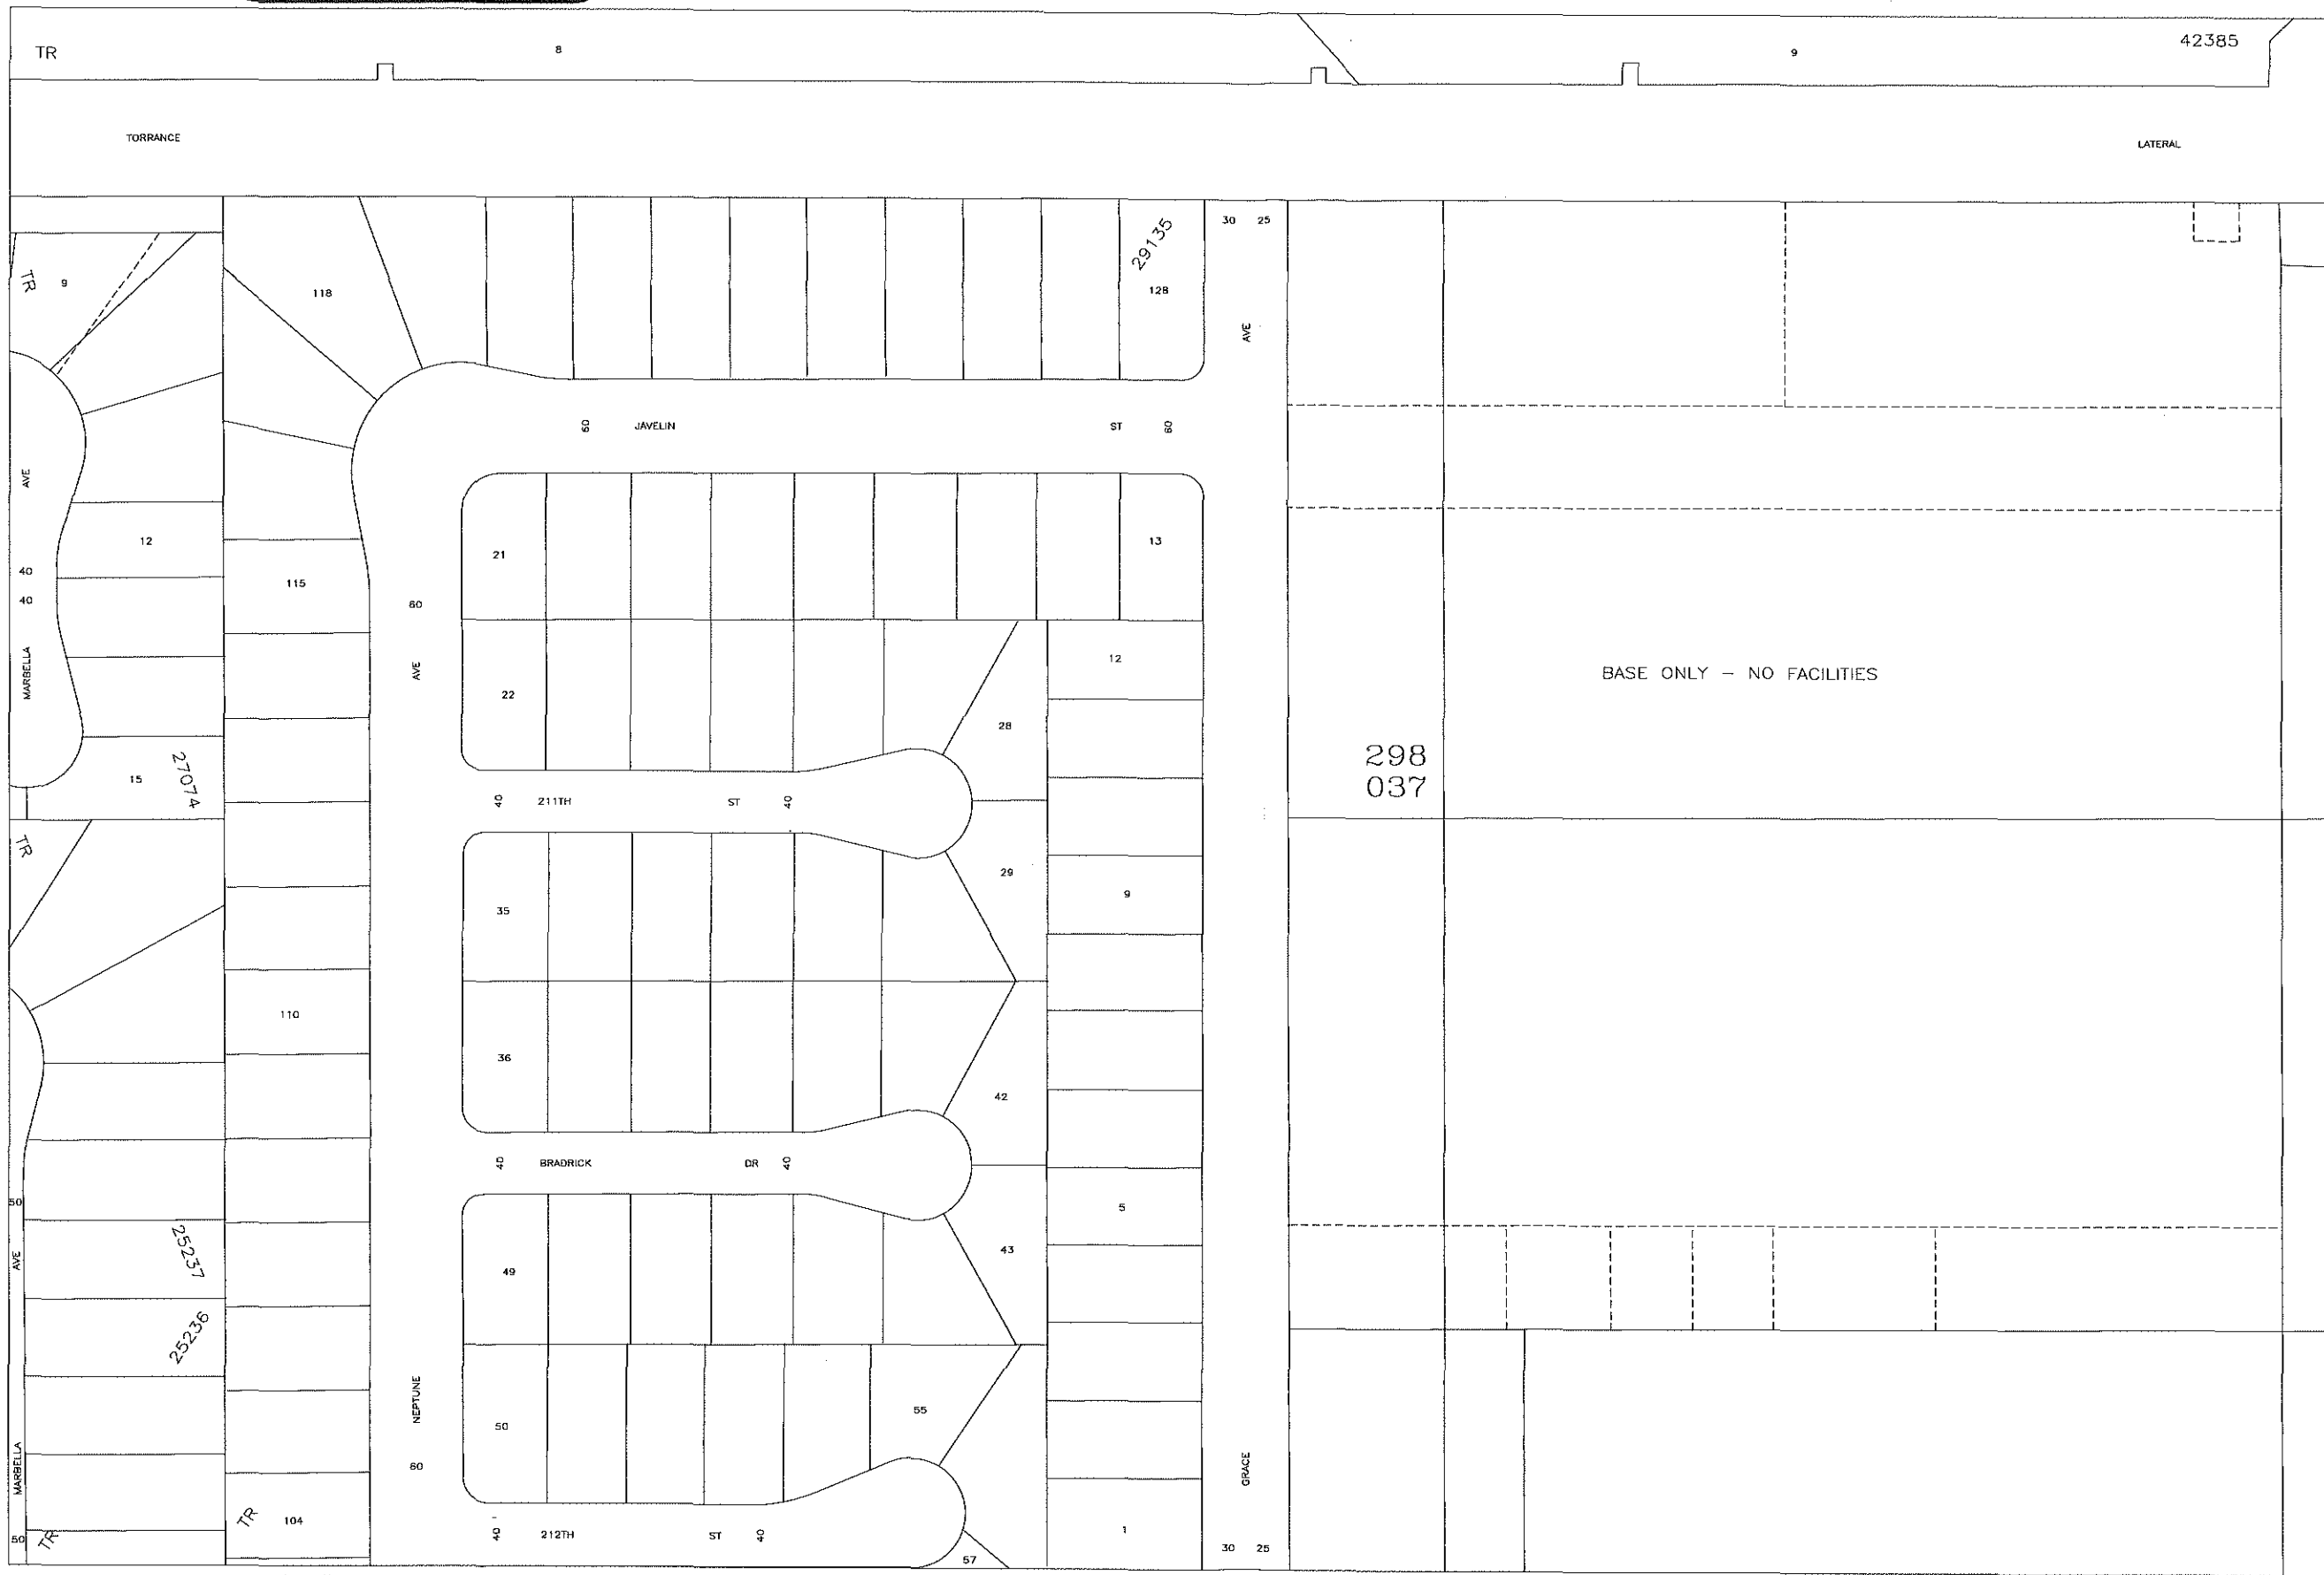 TR
8
9
42385
TORRANCE
LATERAL
TR
9
118
29135
128
30 25
AVE
60 JAVELIN ST 60
AVE
12
40
40
MARBELLA
115
60
AVE
21
13
22
12
28
BASE ONLY – NO FACILITIES
298
037
15
27074
TR
40 211TH ST 40
35
29
9
110
36
42
40 BRADRICK DR 40
50
AVE
25237
25236
49
43
5
NEPTUNE
60
50
55
MARBELLA
50
TR
TR
104
40 212TH ST 40
57
1
GRACE
30 25